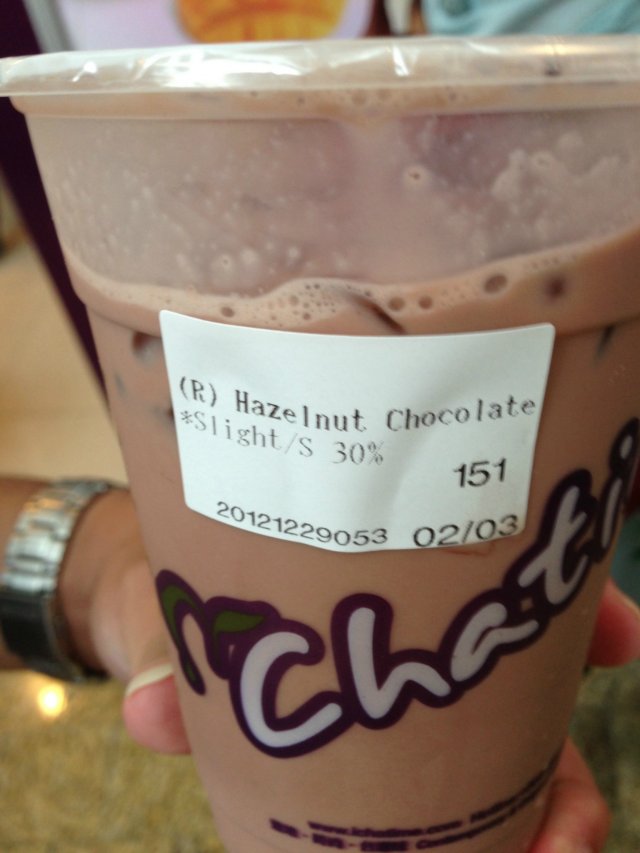 (R) Hazelnut Chocolate
*Slight/S 30%
151
20121229053 02/03
Chati